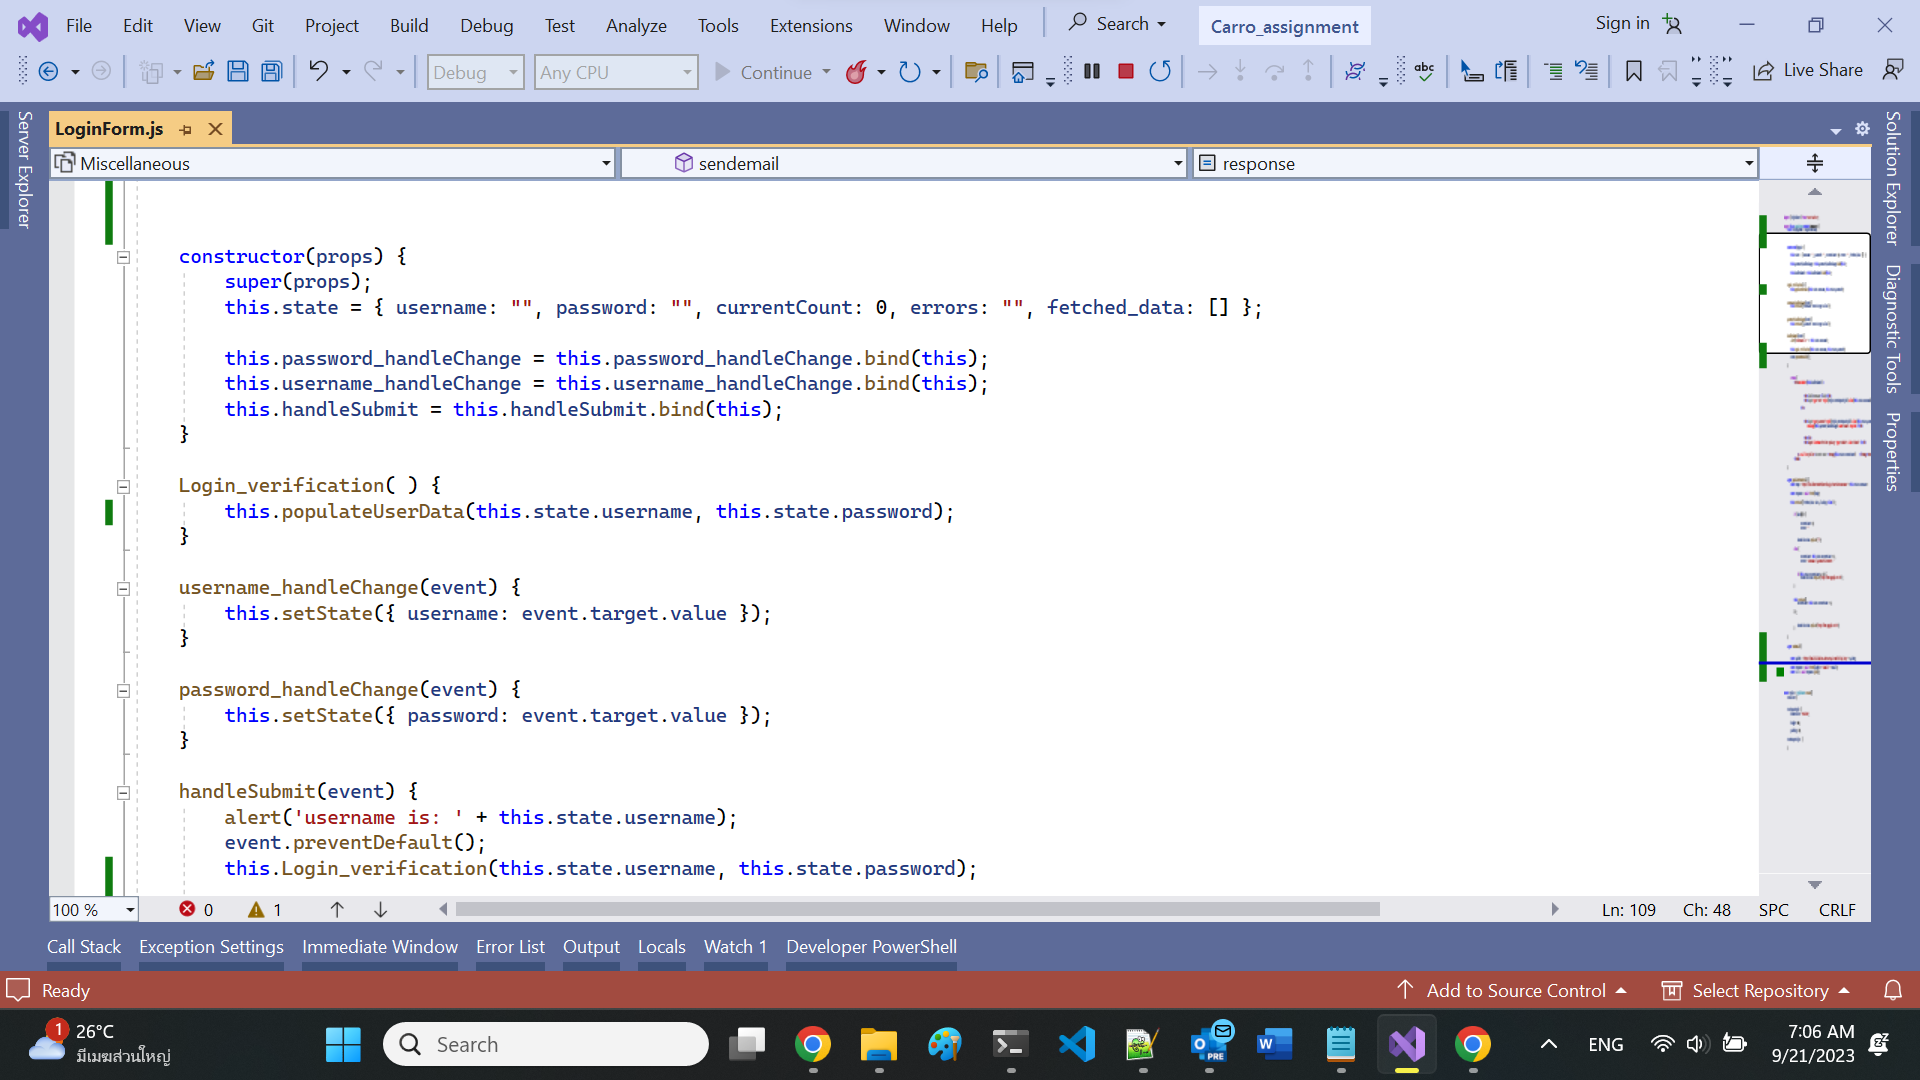 File Edit View Git Project Build Debug Test Analyze Tools Extensions Window Help Search Carro_assignment Sign in
Debug Any CPU Continue Live Share
Server Explorer
LoginForm.js
Miscellaneous sendemail response
constructor(props) {
super(props);
this.state = { username: "", password: "", currentCount: 0, errors: "", fetched_data: [] };
this.password_handleChange = this.password_handleChange.bind(this);
this.username_handleChange = this.username_handleChange.bind(this);
this.handleSubmit = this.handleSubmit.bind(this);
}
Login_verification( ) {
this.populateUserData(this.state.username, this.state.password);
}
username_handleChange(event) {
this.setState({ username: event.target.value });
}
password_handleChange(event) {
this.setState({ password: event.target.value });
}
handleSubmit(event) {
alert('username is: ' + this.state.username);
event.preventDefault();
this.Login_verification(this.state.username, this.state.password);
Solution Explorer
Diagnostic Tools
Properties
100 % 0 1 Ln: 109 Ch: 48 SPC CRLF
Call Stack Exception Settings Immediate Window Error List Output Locals Watch 1 Developer PowerShell
Ready Add to Source Control Select Repository
1 26°C
มีเมฆส่วนใหญ่
Search
ENG
7:06 AM
9/21/2023